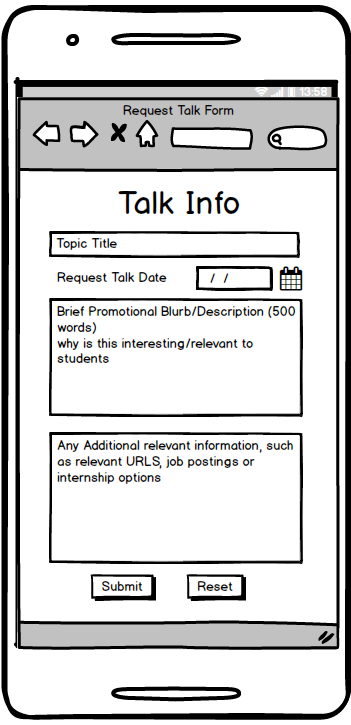 13:58
Request Talk Form
Talk Info
Topic Title
Request Talk Date
/ /
Brief Promotional Blurb/Description (500
words)
why is this interesting/relevant to
students
Any Additional relevant information, such
as relevant URLS, job postings or
internship options
Submit
Reset